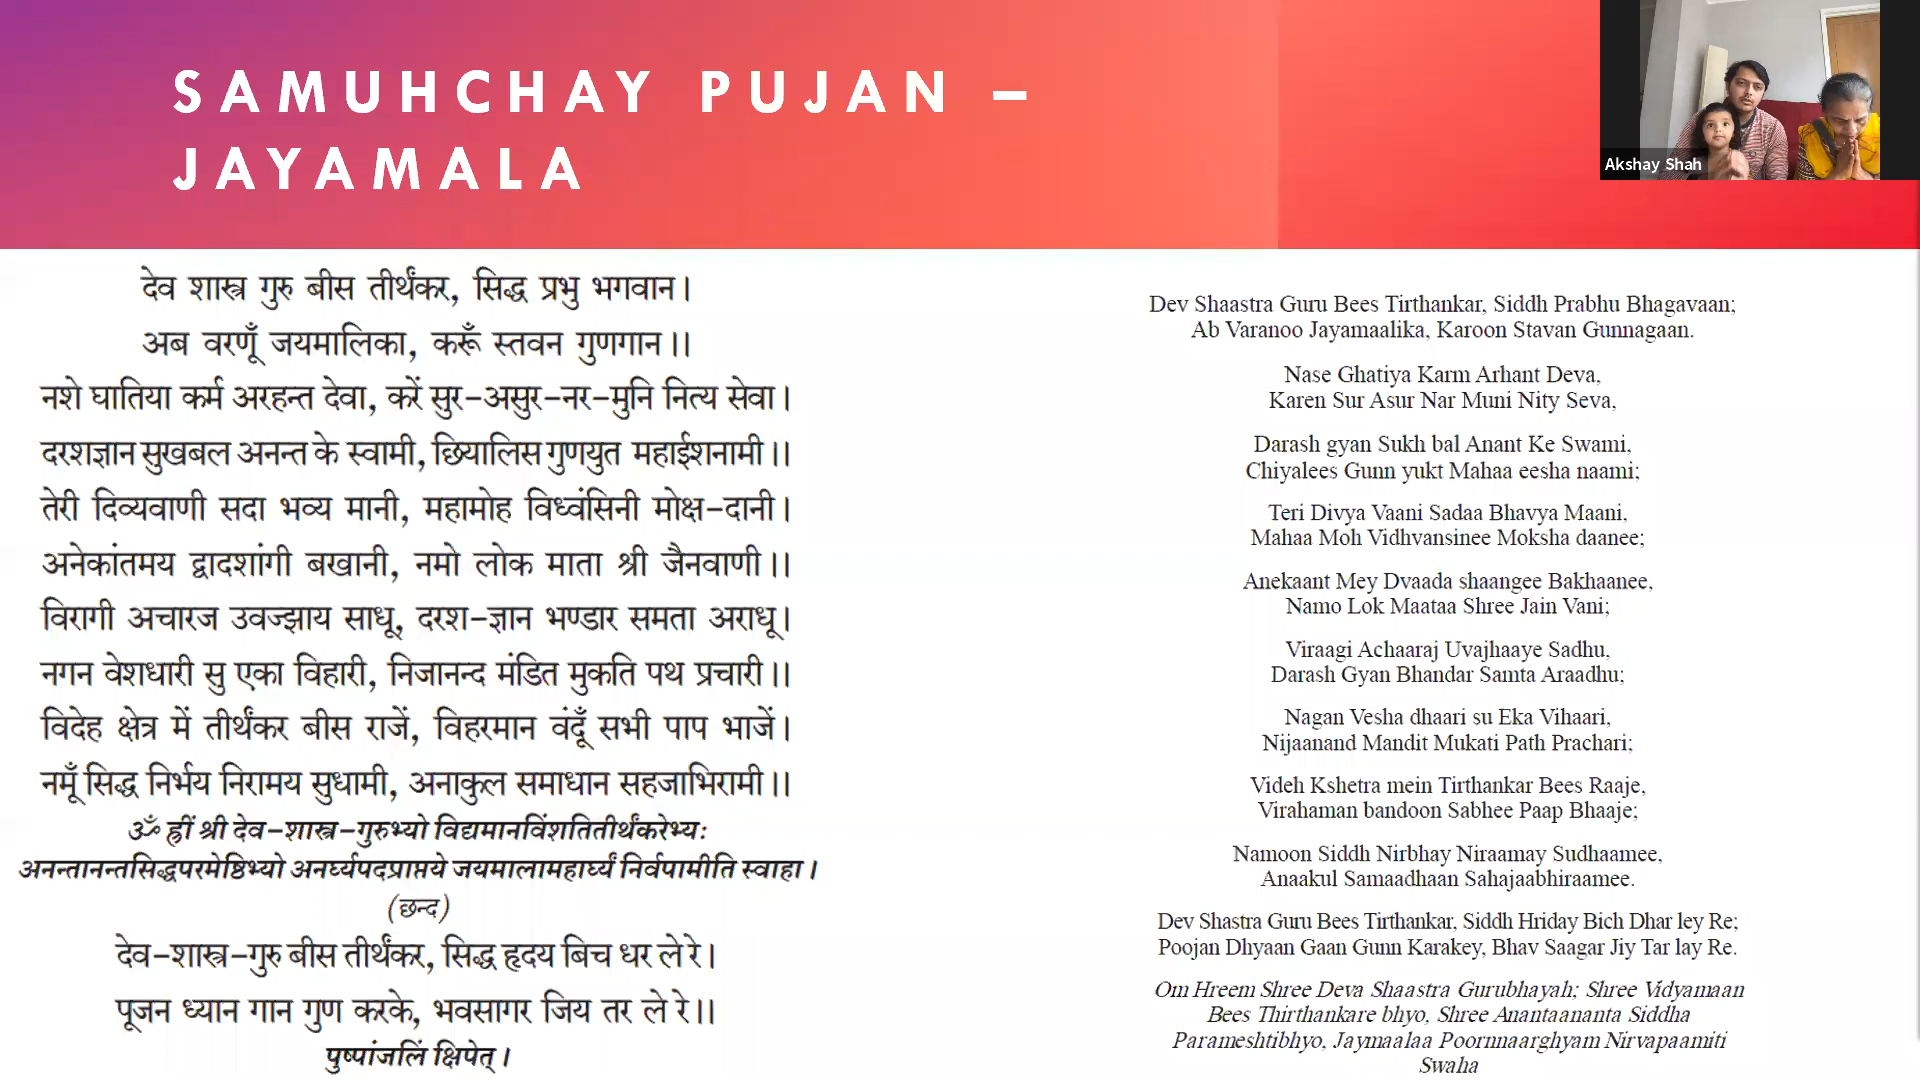 SAMUHCHAY PUJAN –
JAYAMALA
Akshay Shah
देव शास्त्र गुरु बीस तीर्थंकर, सिद्ध प्रभु भगवान।
अब वरणूँ जयमालिका, करूँ स्तवन गुणगान।।
नशे घातिया कर्म अरहन्त देवा, करें सुर-असुर-नर-मुनि नित्य सेवा।
दरशज्ञान सुखबल अनन्त के स्वामी, छियालिस गुणयुत महाईशनामी।।
तेरी दिव्यवाणी सदा भव्य मानी, महामोह विध्वंसिनी मोक्ष-दानी।
अनेकांतमय द्वादशांगी बखानी, नमो लोक माता श्री जैनवाणी।।
विरागी अचारज उवज्झाय साधू, दरश-ज्ञान भण्डार समता अराधू।
नगन वेशधारी सु एका विहारी, निजानन्द मंडित मुकति पथ प्रचारी।।
विदेह क्षेत्र में तीर्थंकर बीस राजें, विहरमान वंदूँ सभी पाप भाजें।
नमूँ सिद्ध निर्भय निरामय सुधामी, अनाकुल समाधान सहजाभिरामी।।
ॐ ह्रीं श्री देव-शास्त्र-गुरुभ्यो विद्यमानविंशतितीर्थंकरेभ्यः
अनन्तानन्तसिद्धपरमेष्ठिभ्यो अनर्घ्यपदप्राप्तये जयमालामहार्घ्यं निर्वपामीति स्वाहा।
(छन्द)
देव-शास्त्र-गुरु बीस तीर्थंकर, सिद्ध हृदय बिच धर ले रे।
पूजन ध्यान गान गुण करके, भवसागर जिय तर ले रे।।
पुष्पांजलिं क्षिपेत्।
Dev Shaastra Guru Bees Tirthankar, Siddh Prabhu Bhagavaan;
Ab Varanoo Jayamaalika, Karoon Stavan Gunnagaan.
Nase Ghatiya Karm Arhant Deva,
Karen Sur Asur Nar Muni Nity Seva,
Darash gyan Sukh bal Anant Ke Swami,
Chiyalees Gunn yukt Mahaa eesha naami;
Teri Divya Vaani Sadaa Bhavya Maani,
Mahaa Moh Vidhvansinee Moksha daanee;
Anekaant Mey Dvaada shaangee Bakhaanee,
Namo Lok Maataa Shree Jain Vani;
Viraagi Achaaraj Uvajhaaye Sadhu,
Darash Gyan Bhandar Samta Araadhu;
Nagan Vesha dhaari su Eka Vihaari,
Nijaanand Mandit Mukati Path Prachari;
Videh Kshetra mein Tirthankar Bees Raaje,
Virahaman bandoon Sabhee Paap Bhaaje;
Namoon Siddh Nirbhay Niraamay Sudhaamee,
Anaakul Samaadhaan Sahajaabhiraamee.
Dev Shastra Guru Bees Tirthankar, Siddh Hriday Bich Dhar ley Re;
Poojan Dhyaan Gaan Gunn Karakey, Bhav Saagar Jiy Tar lay Re.
Om Hreem Shree Deva Shaastra Gurubhayah; Shree Vidyamaan
Bees Thirthankare bhyo, Shree Anantaananta Siddha
Parameshtibhyo, Jaymaalaa Poornnaarghyam Nirvapaamiti
Swaha